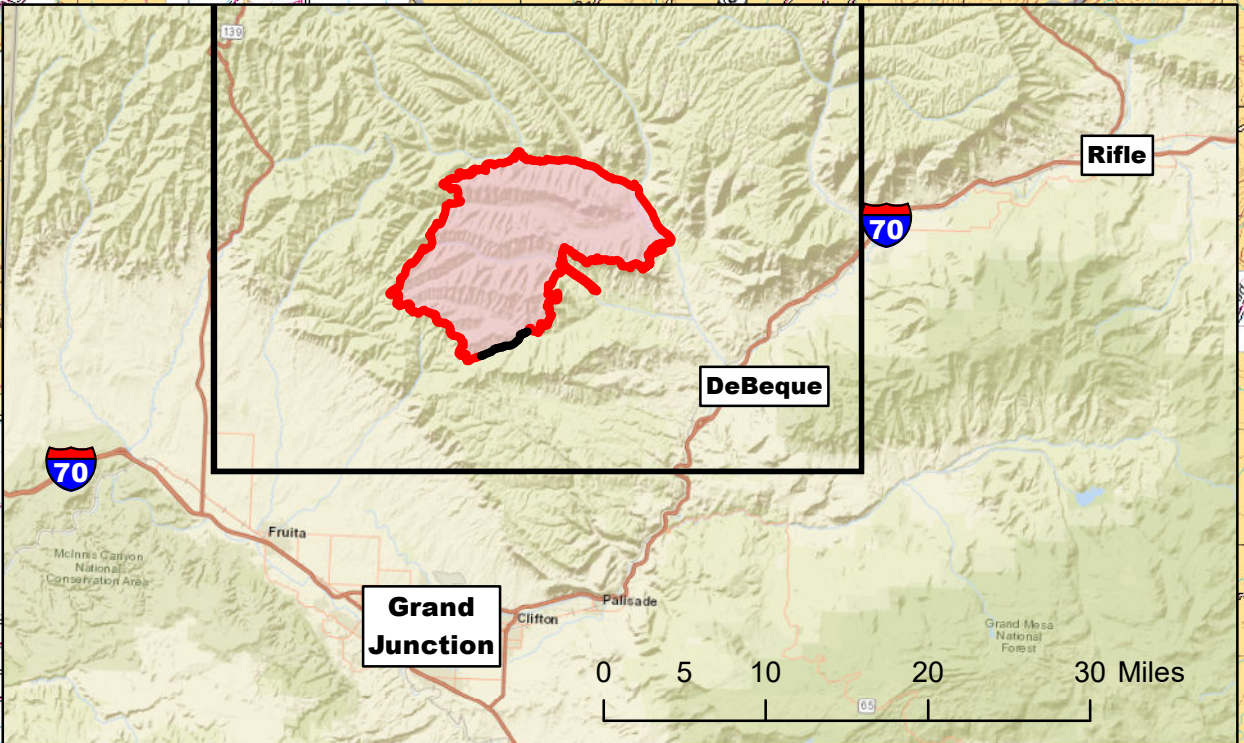 139
Rifle
70
DeBeque
70
Fruita
McInnis Canyon
National
Conservation Area
Grand
Junction
Palisade
Clifton
Grand Mesa
National
Forest
0 5 10 20 30 Miles
65